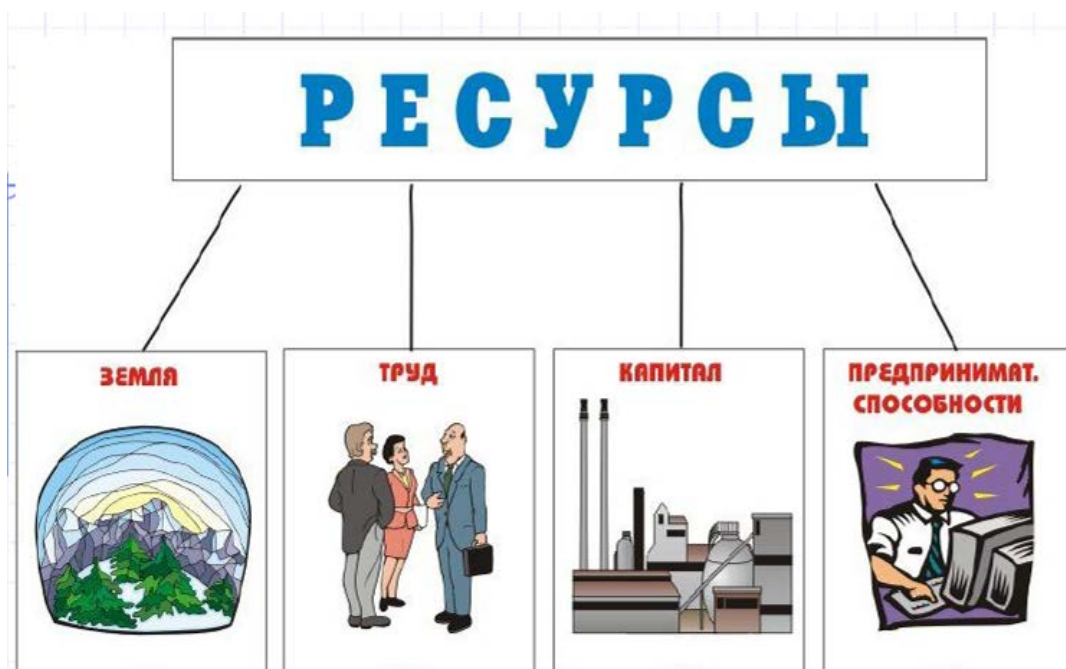 РЕСУРСЫ
ЗЕМЛЯ
ТРУД
КАПИТАЛ
ПРЕДПРИНИМАТ.
СПОСОБНОСТИ